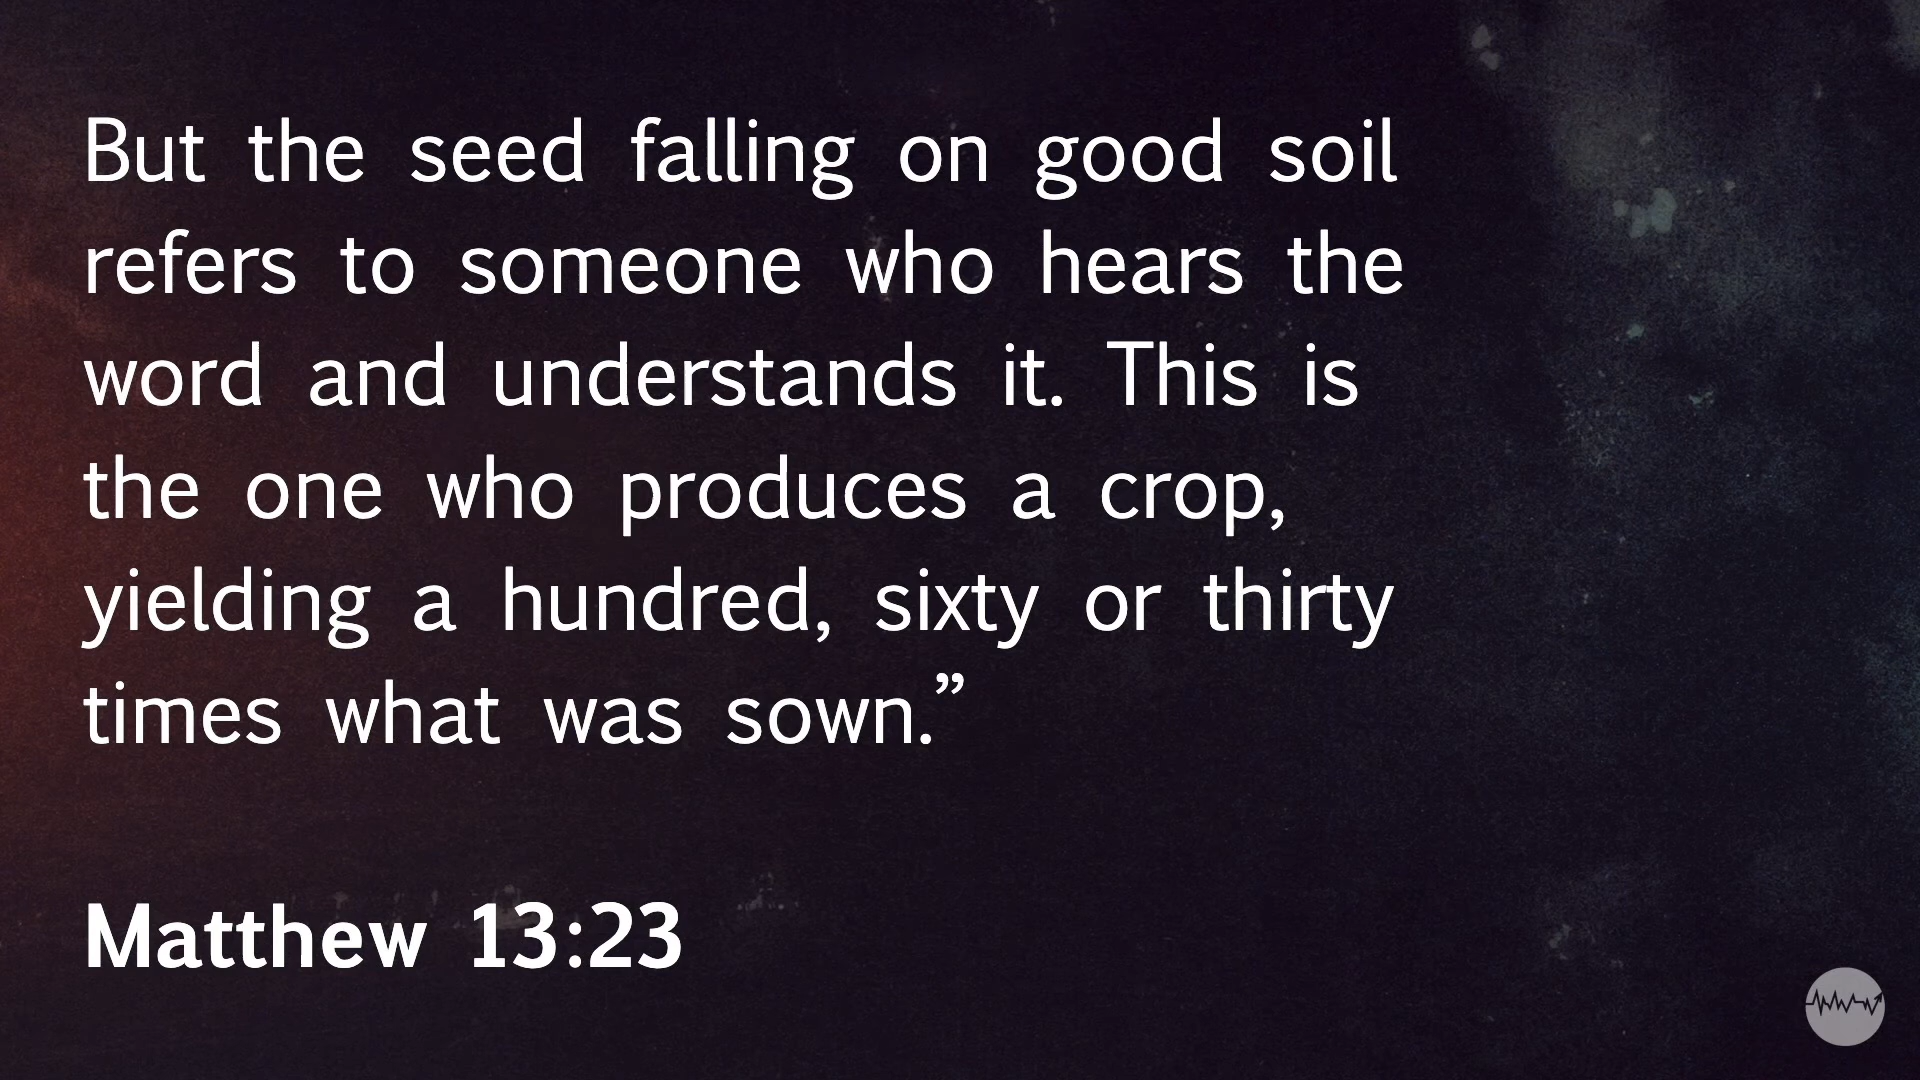 But the seed falling on good soil
refers to someone who hears the
word and understands it. This is
the one who produces a crop,
yielding a hundred, sixty or thirty
times what was sown.”
Matthew 13:23